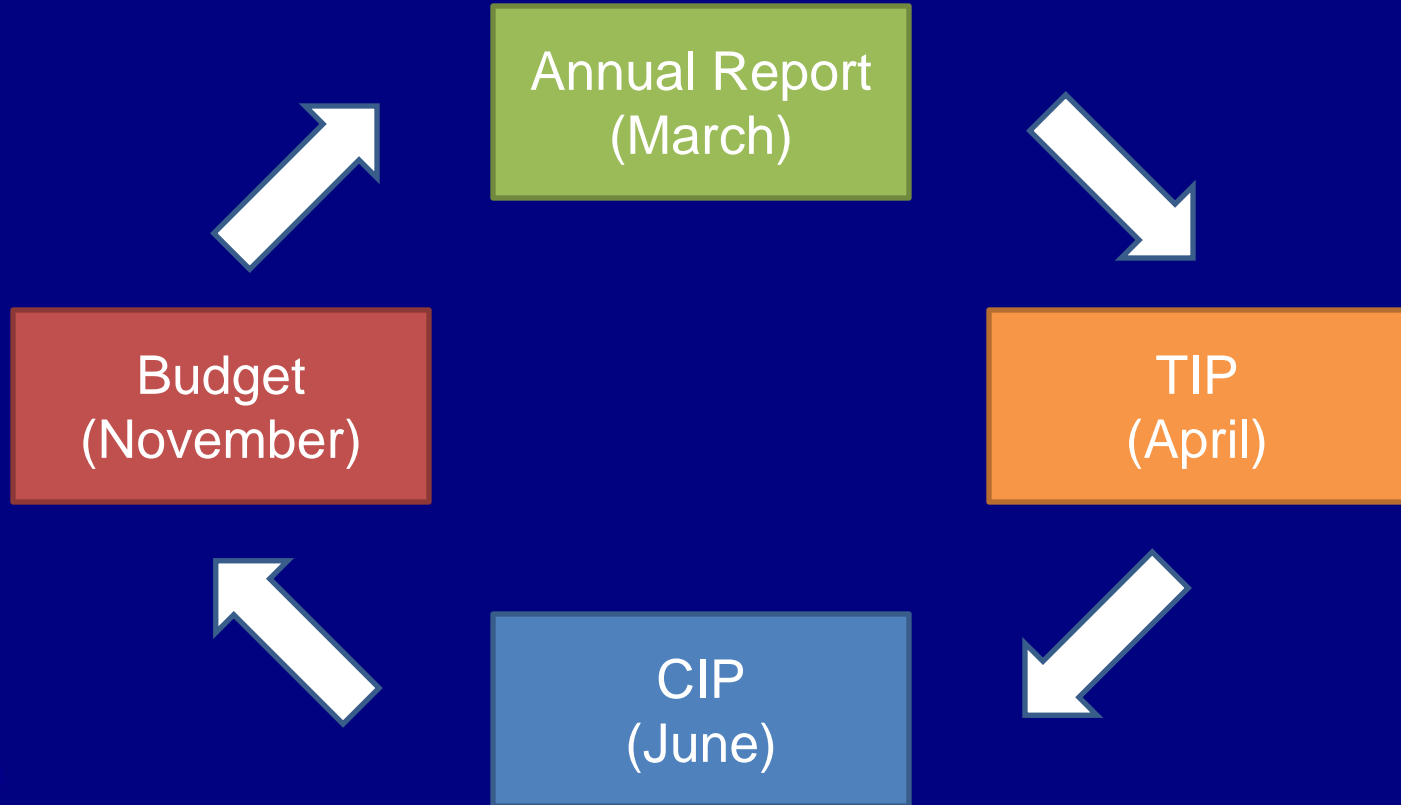 Annual Report
(March)
Budget
(November)
TIP
(April)
CIP
(June)